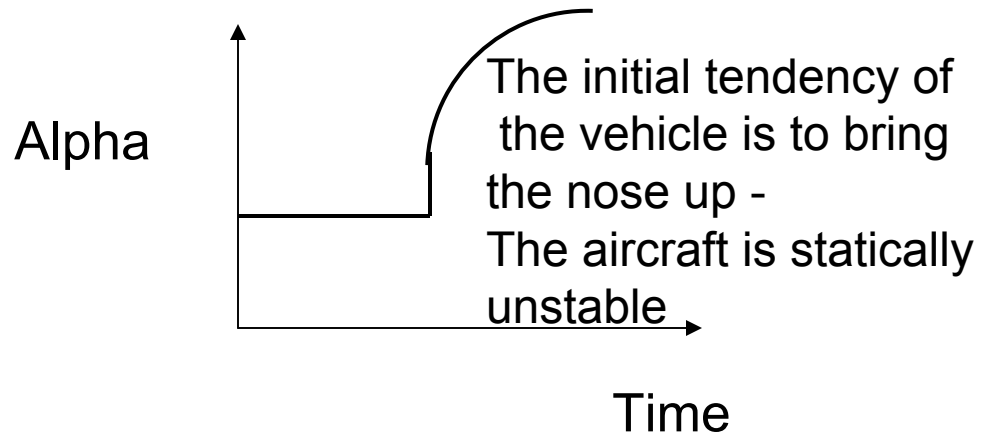 Alpha
The initial tendency of
the vehicle is to bring
the nose up -
The aircraft is statically
unstable
Time